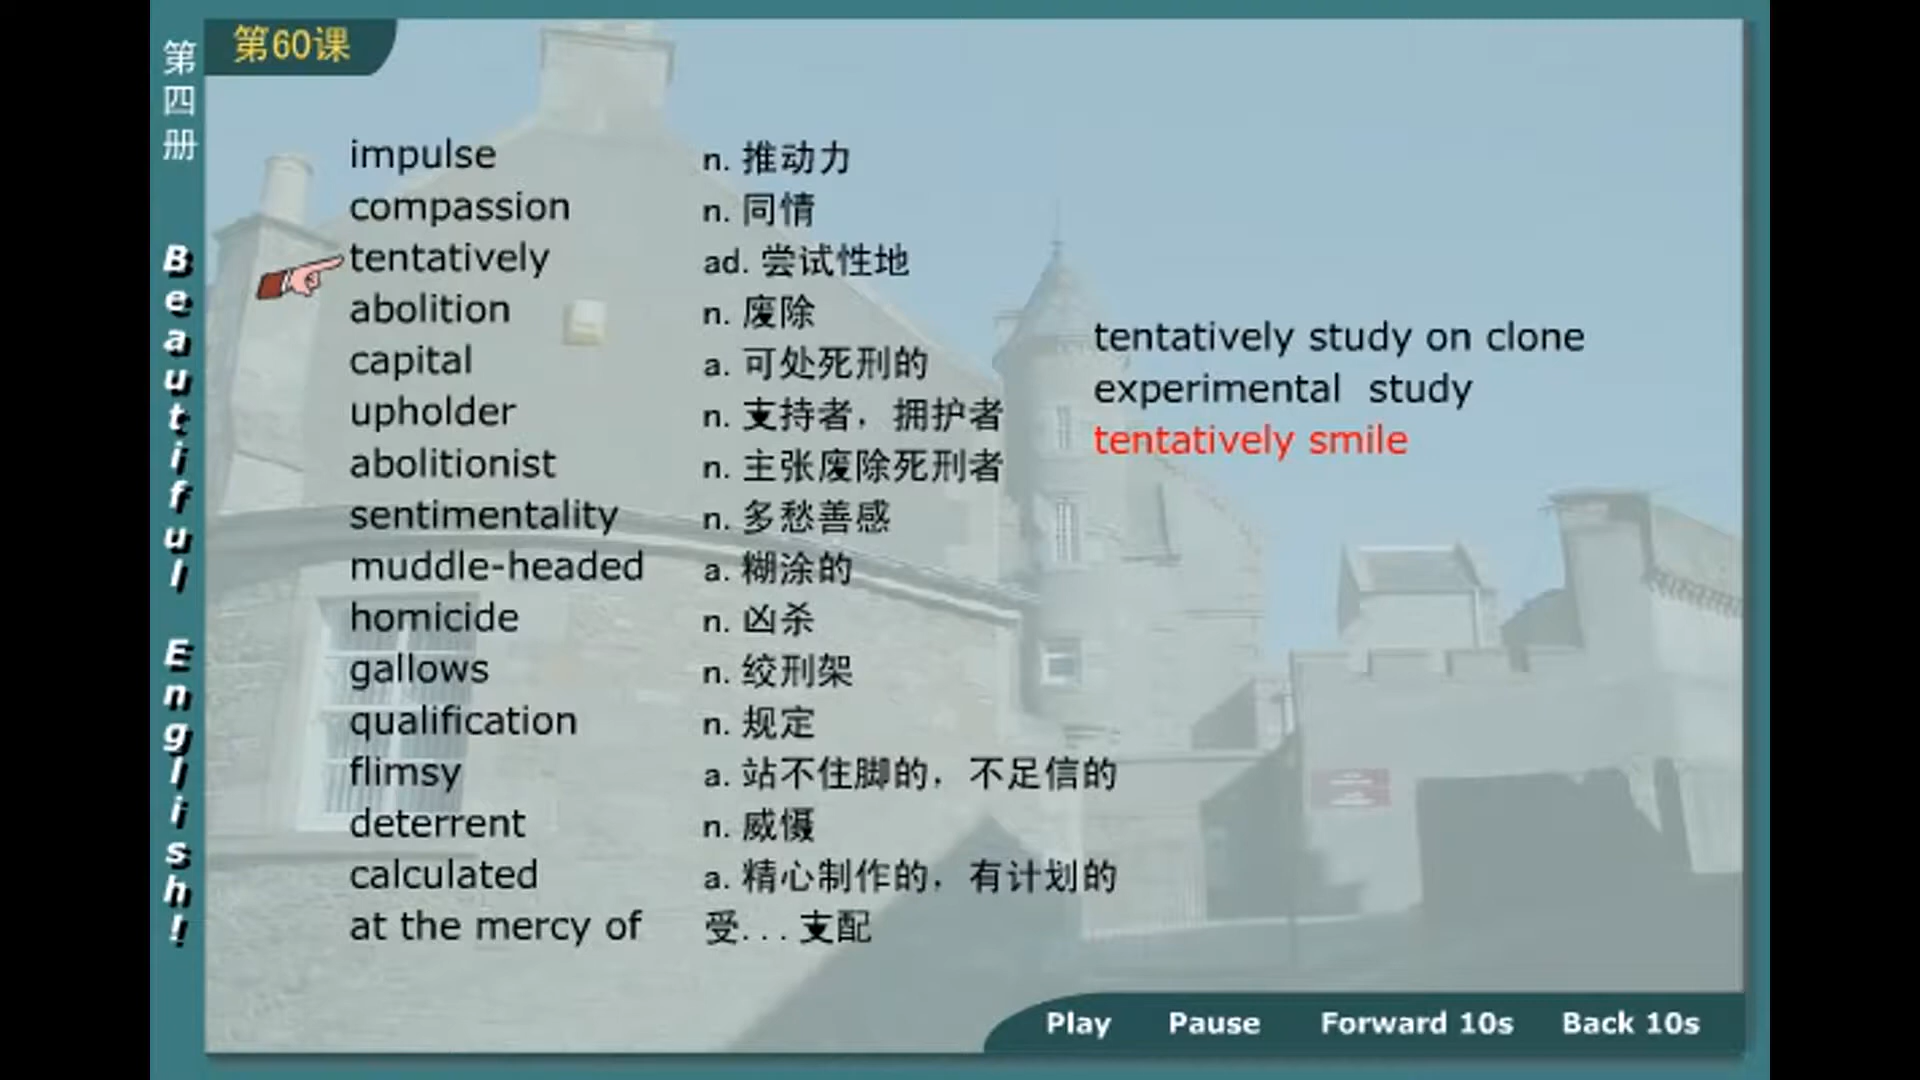 第60课
第四册
Beautiful English!
impulse n. 推动力
compassion n. 同情
tentatively ad. 尝试性地
abolition n. 废除
capital a. 可处死刑的
upholder n. 支持者，拥护者
abolitionist n. 主张废除死刑者
sentimentality n. 多愁善感
muddle-headed a. 糊涂的
homicide n. 凶杀
gallows n. 绞刑架
qualification n. 规定
flimsy a. 站不住脚的，不足信的
deterrent n. 威慑
calculated a. 精心制作的，有计划的
at the mercy of 受...支配
tentatively study on clone
experimental study
tentatively smile
Play Pause Forward 10s Back 10s